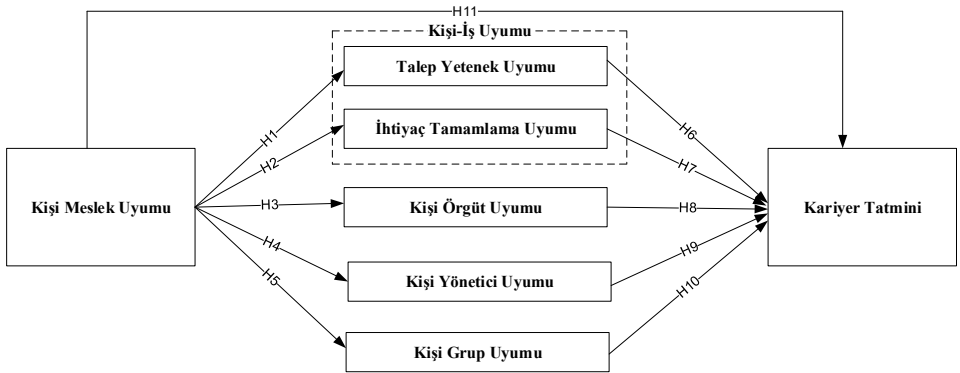 H11
Kişi-İş Uyumu
Talep Yetenek Uyumu
H1
H6
İhtiyaç Tamamlama Uyumu
H2
H7
Kişi Meslek Uyumu
H3
Kişi Örgüt Uyumu
H8
Kariyer Tatmini
H4
H9
Kişi Yönetici Uyumu
H5
H10
Kişi Grup Uyumu